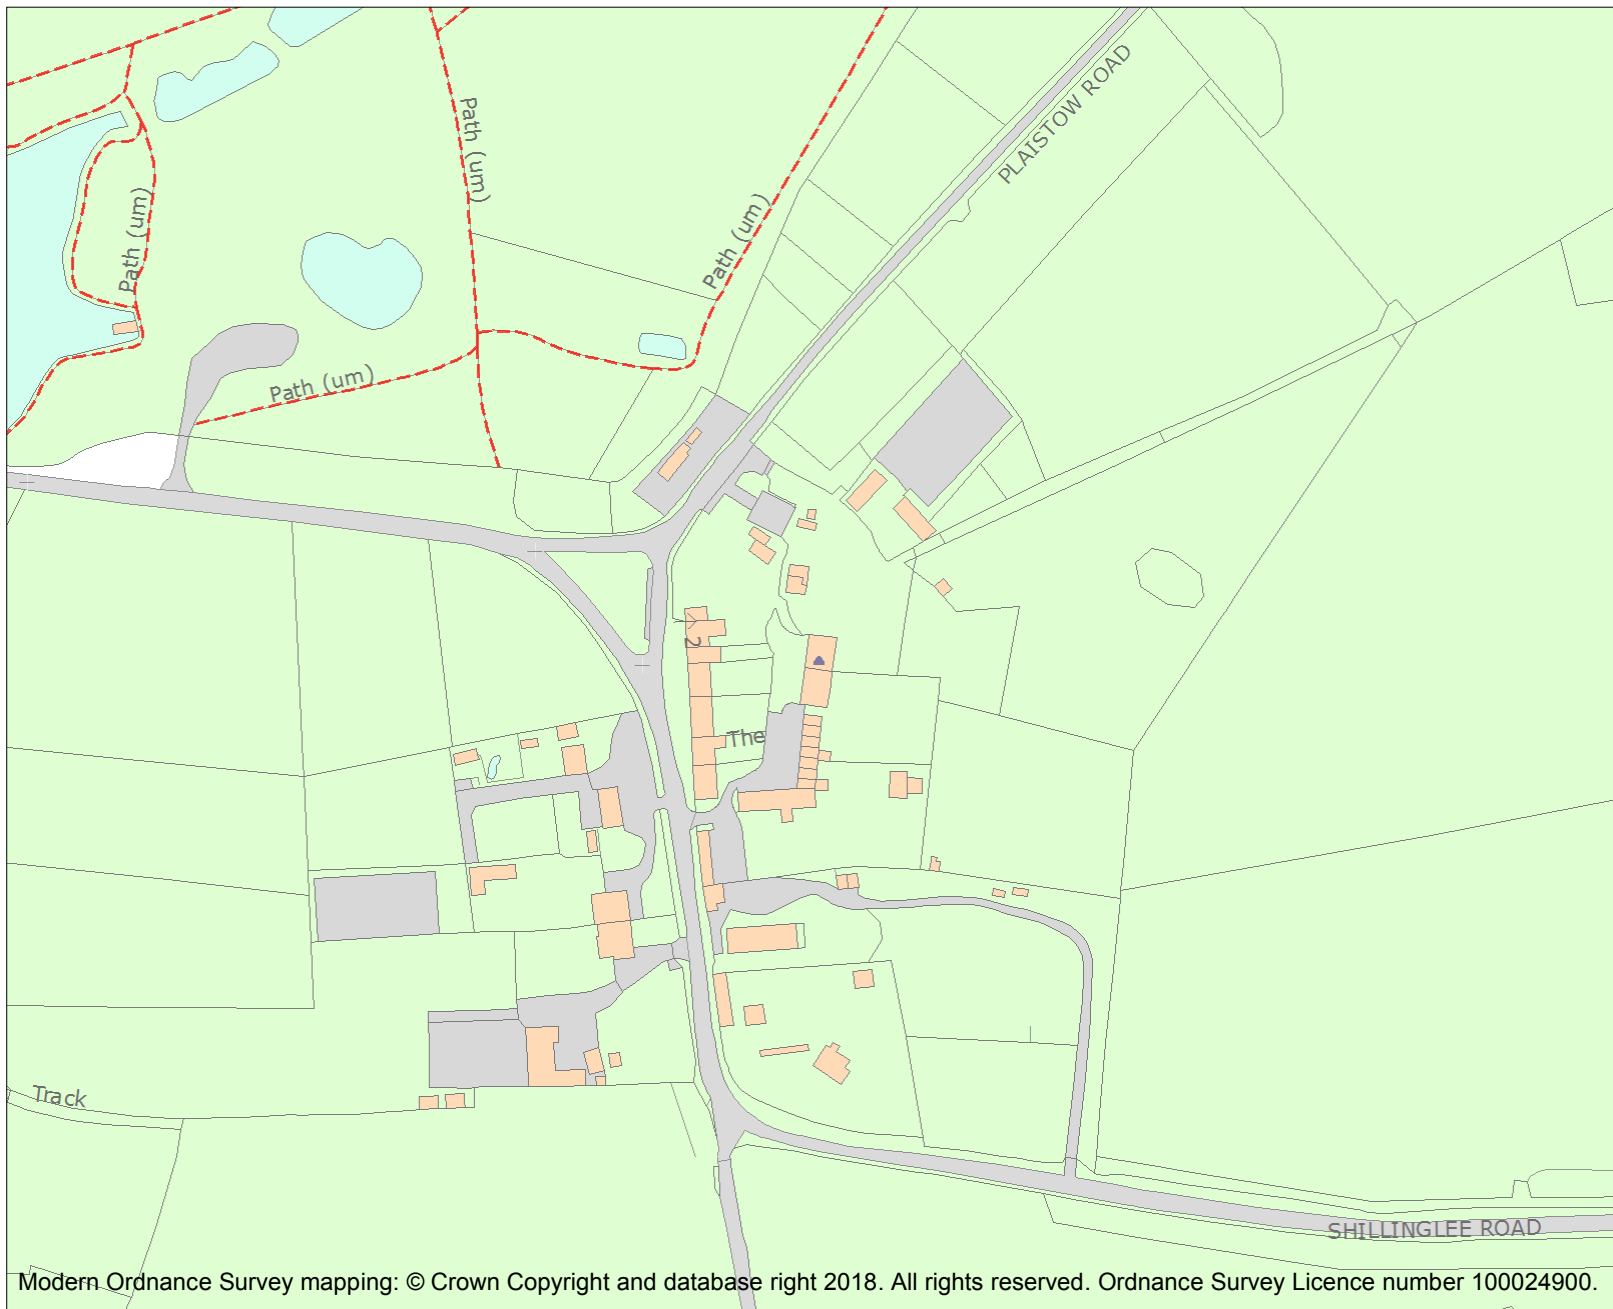 PLAISTOW ROAD
Path (um)
Path (um)
Path (um)
Path (um)
2
The
Track
SHILLINGLEE ROAD
Modern Ordnance Survey mapping: © Crown Copyright and database right 2018. All rights reserved. Ordnance Survey Licence number 100024900.